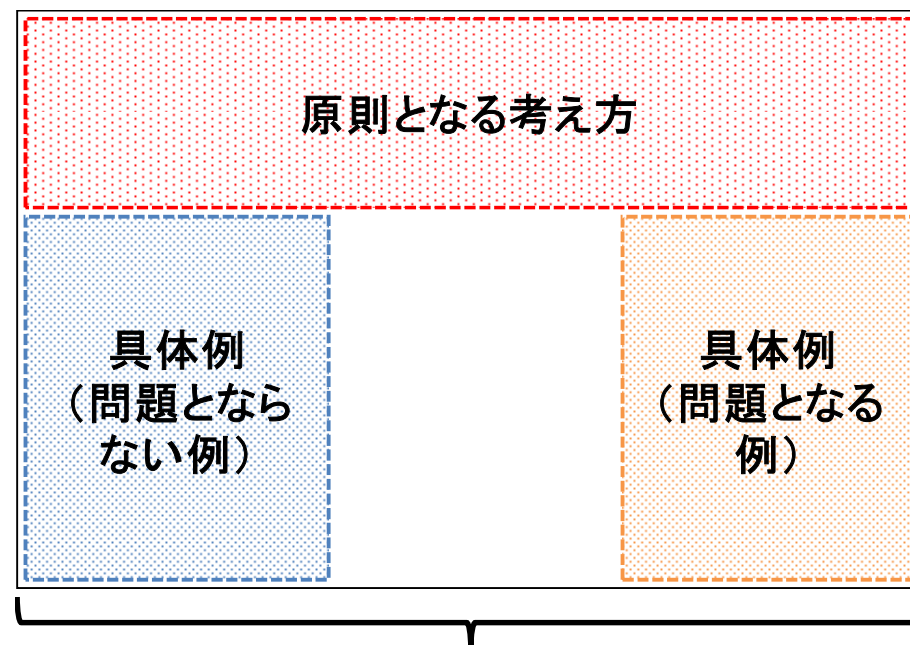 原則となる考え方
具体例
（問題となら
ない例）
具体例
（問題となる
例）